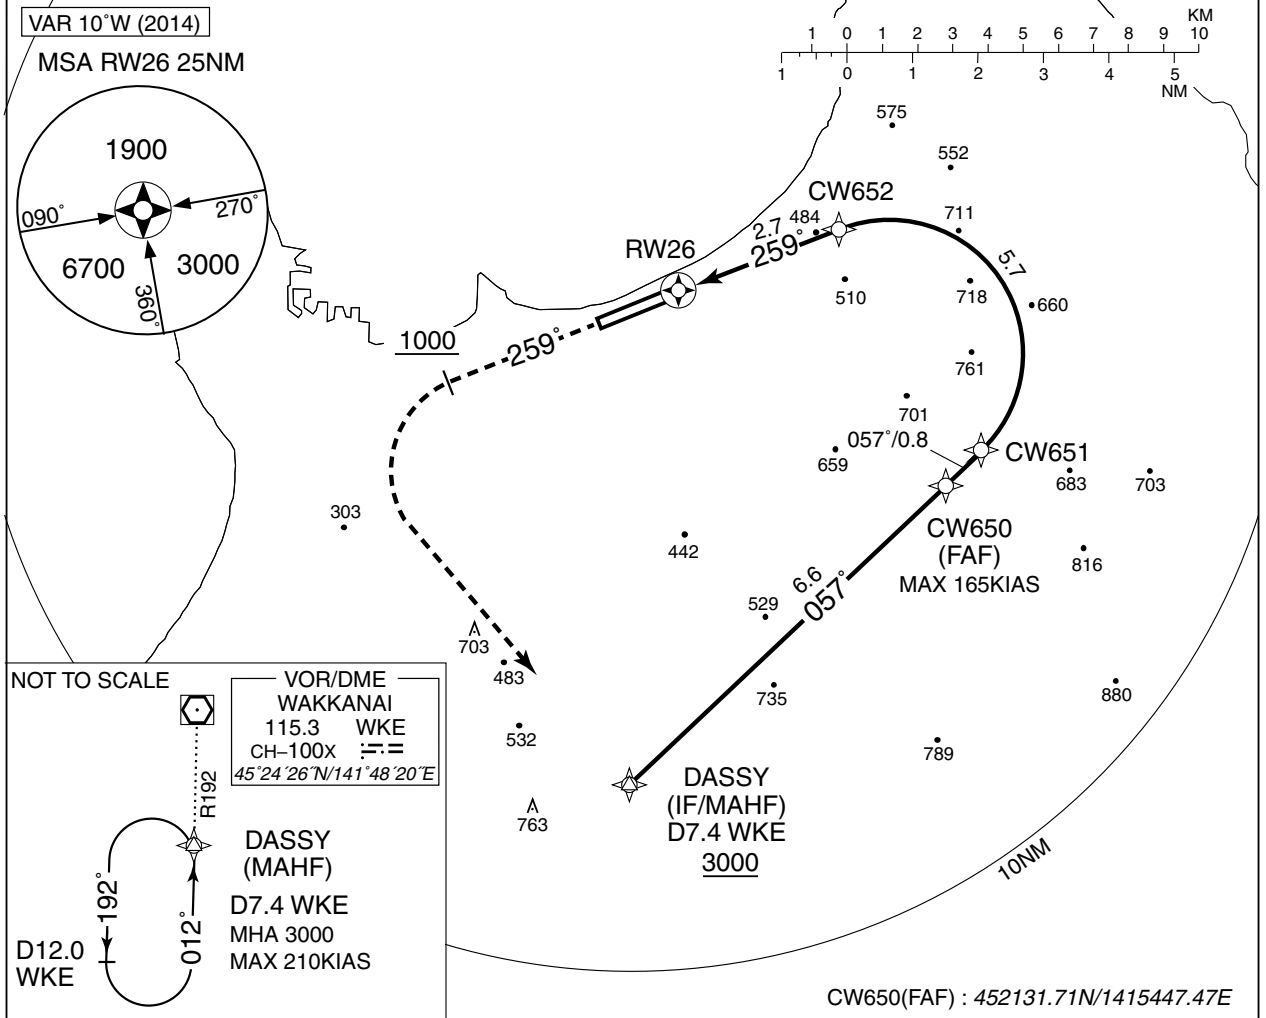 VAR 10°W (2014)
MSA RW26 25NM
1900
090°
270°
6700
3000
360°
KM
1 0 1 2 3 4 5 6 7 8 9 10
1 0 1 2 3 4 5
NM
575
552
CW652
484
711
2.7
259°
5.7
RW26
510
718
660
1000
259°
761
701
057°/0.8
659
CW651
683
703
303
442
CW650
(FAF)
MAX 165KIAS
816
6.6
057°
529
703
483
735
880
532
789
763
DASSY
(IF/MAHF)
D7.4 WKE
3000
10NM
NOT TO SCALE
VOR/DME
WAKKANAI
115.3 WKE
CH–100X
45°24´26˝N/141°48´20˝E
R192
DASSY
(MAHF)
192°
012°
D7.4 WKE
MHA 3000
MAX 210KIAS
D12.0
WKE
CW650(FAF) : 452131.71N/1415447.47E